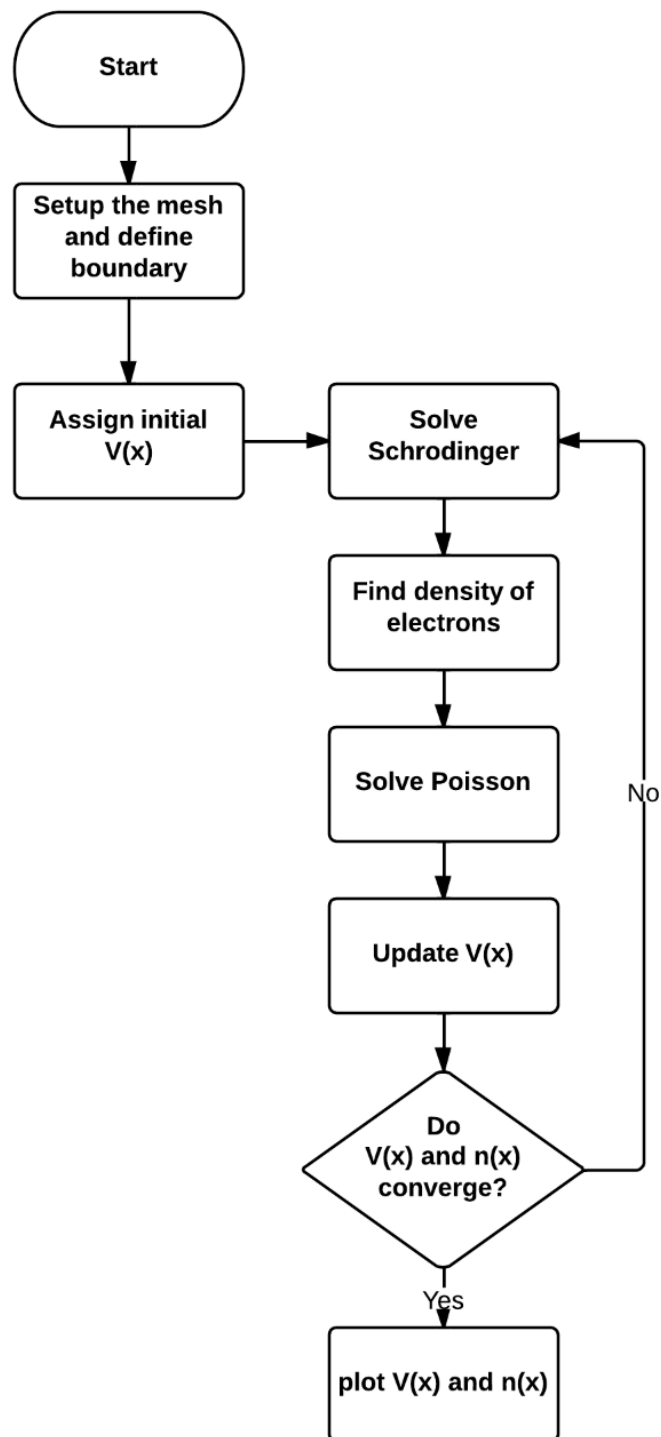 Start
Setup the mesh
and define
boundary
Assign initial
V(x)
Solve
Schrodinger
Find density of
electrons
Solve Poisson
No
Update V(x)
Do
V(x) and n(x)
converge?
Yes
plot V(x) and n(x)